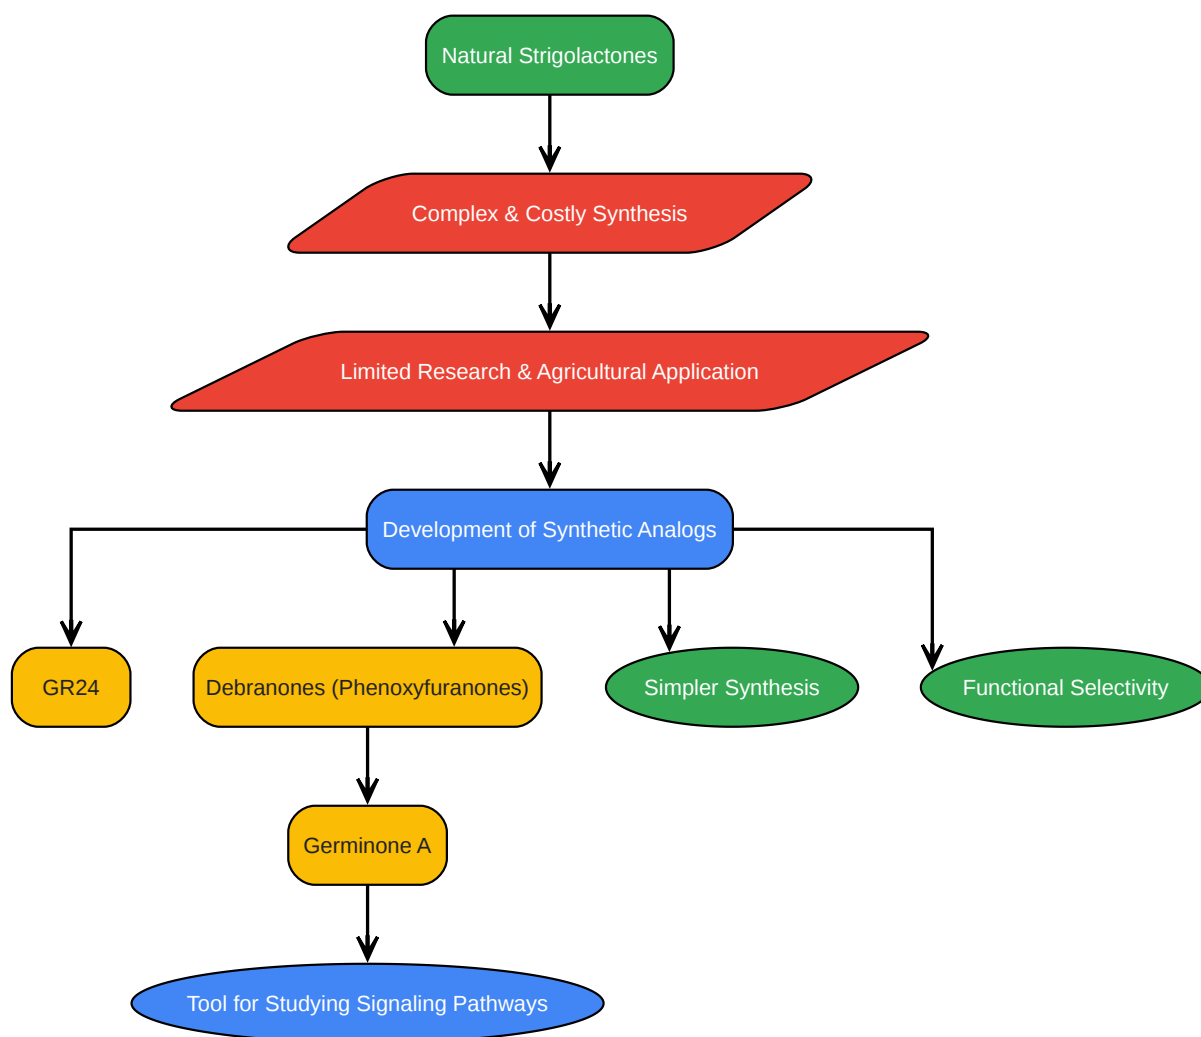 Natural Strigolactones
Complex & Costly Synthesis
Limited Research & Agricultural Application
Development of Synthetic Analogs
GR24
Debranones (Phenoxyfuranones)
Simpler Synthesis
Functional Selectivity
Germinone A
Tool for Studying Signaling Pathways